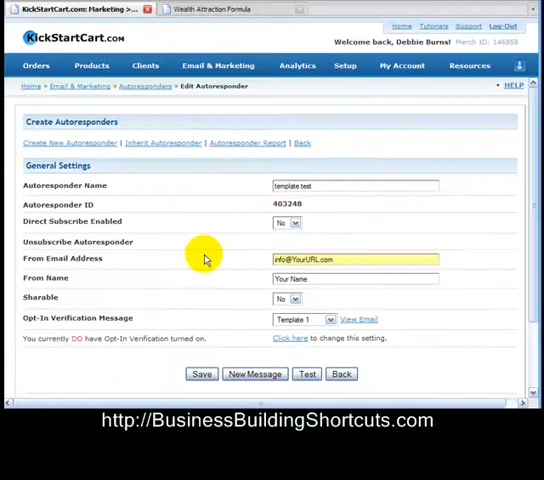 KickStartCart.com: Marketing >...
Wealth Attraction Formula
KICKSTARTCART.COM
Home | Tutorials | Support | Log-Out
Welcome back, Debbie Burns! Merch ID: 146858
Orders Products Clients Email & Marketing Analytics Setup My Account Resources
Home » Email & Marketing » Autoresponders » Edit Autoresponder
HELP
Create Autoresponders
Create New Autoresponder | Inherit Autoresponder | Autoresponder Report | Back
General Settings
Autoresponder Name template test
Autoresponder ID 403248
Direct Subscribe Enabled No
Unsubscribe Autoresponder
From Email Address info@YourURL.com
From Name Your Name
Sharable No
Opt-In Verification Message Template 1 View Email
You currently DO have Opt-In Verification turned on. Click here to change this setting.
Save New Message Test Back
http://BusinessBuildingShortcuts.com